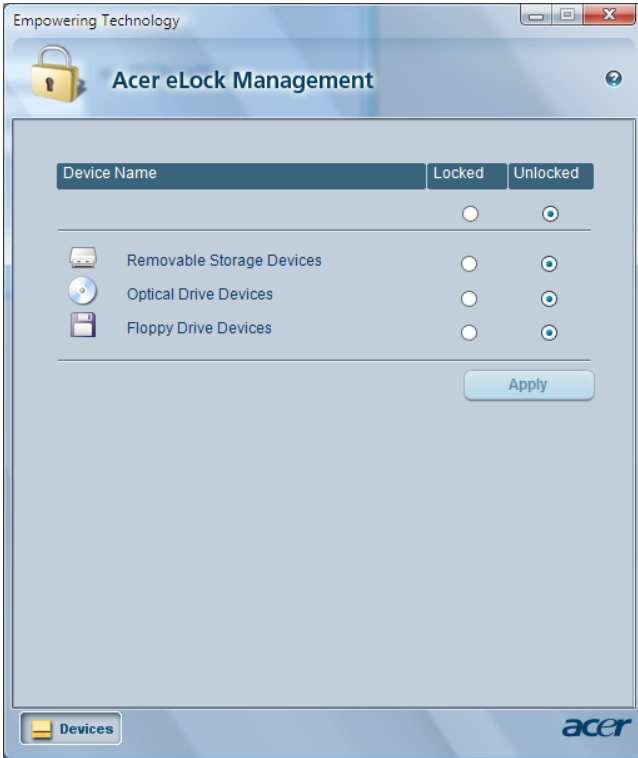 Empowering Technology
Acer eLock Management
Device Name Locked Unlocked
Removable Storage Devices
Optical Drive Devices
Floppy Drive Devices
Apply
Devices
acer